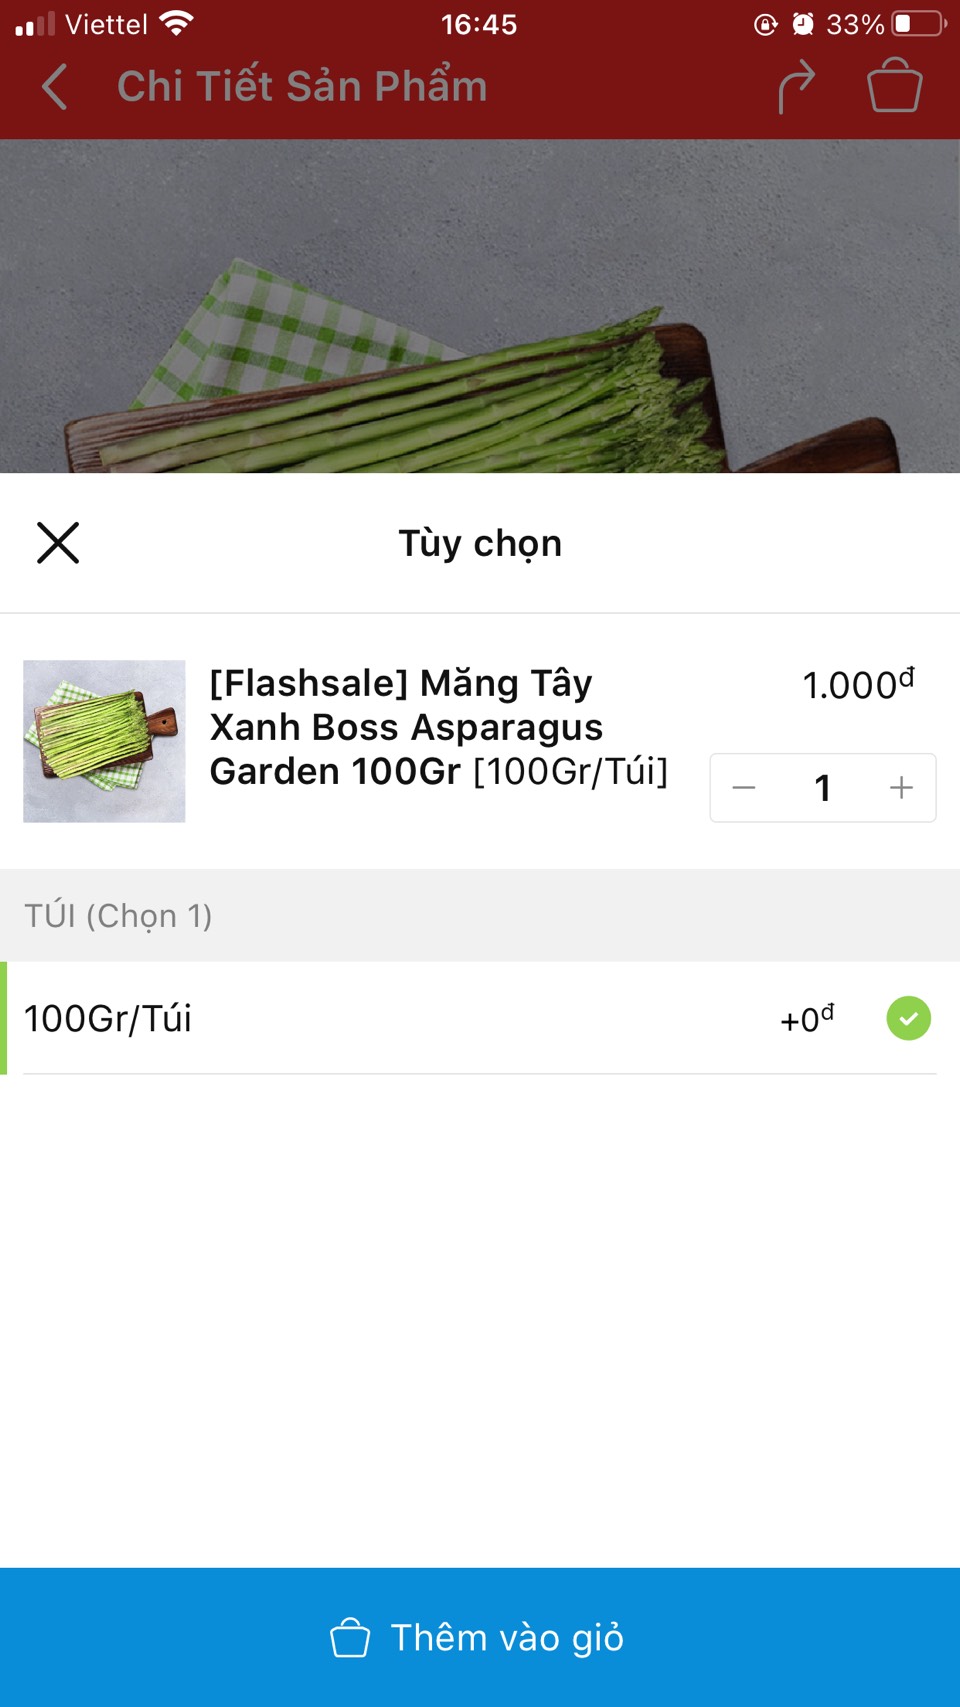 Viettel 16:45 33%
Chi Tiết Sản Phẩm
Tùy chọn
[Flashsale] Măng Tây
Xanh Boss Asparagus
Garden 100Gr [100Gr/Túi]
1.000đ
1
TÚI (Chọn 1)
100Gr/Túi +0đ
Thêm vào giỏ